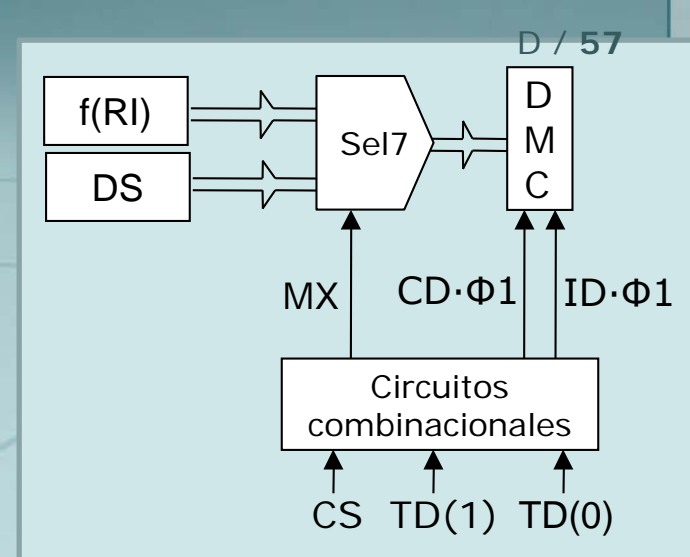 D / 57
f(RI)
DS
Sel7
D
M
C
MX
CD·Φ1
ID·Φ1
Circuitos
combinacionales
CS
TD(1)
TD(0)